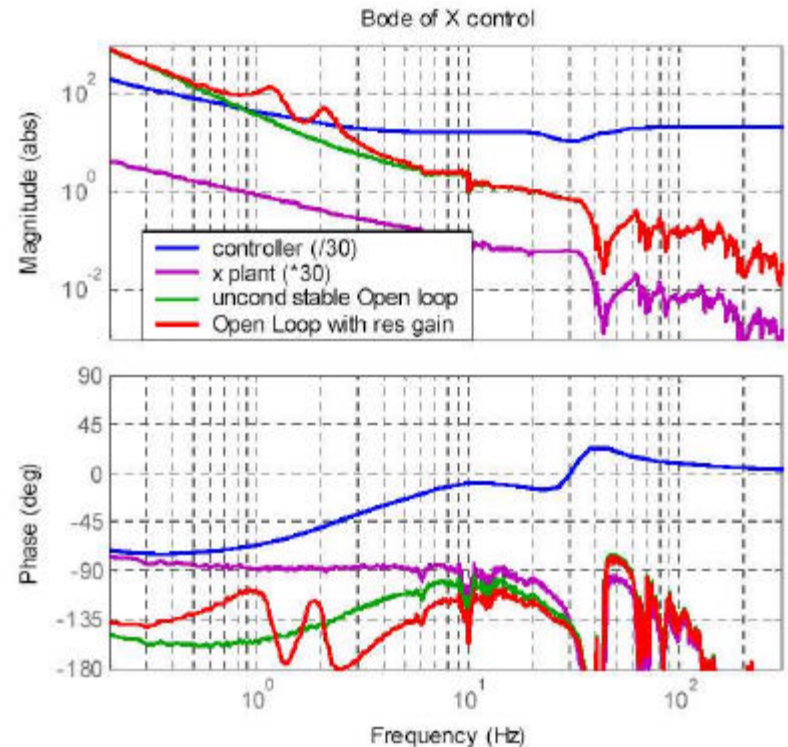 Bode of X control
Magnitude (abs)
10^2
10^0
10^-2
controller (/30)
x plant (*30)
uncond stable Open loop
Open Loop with res gain
Phase (deg)
90
45
0
-45
-90
-135
-180
10^0
10^1
10^2
Frequency (Hz)